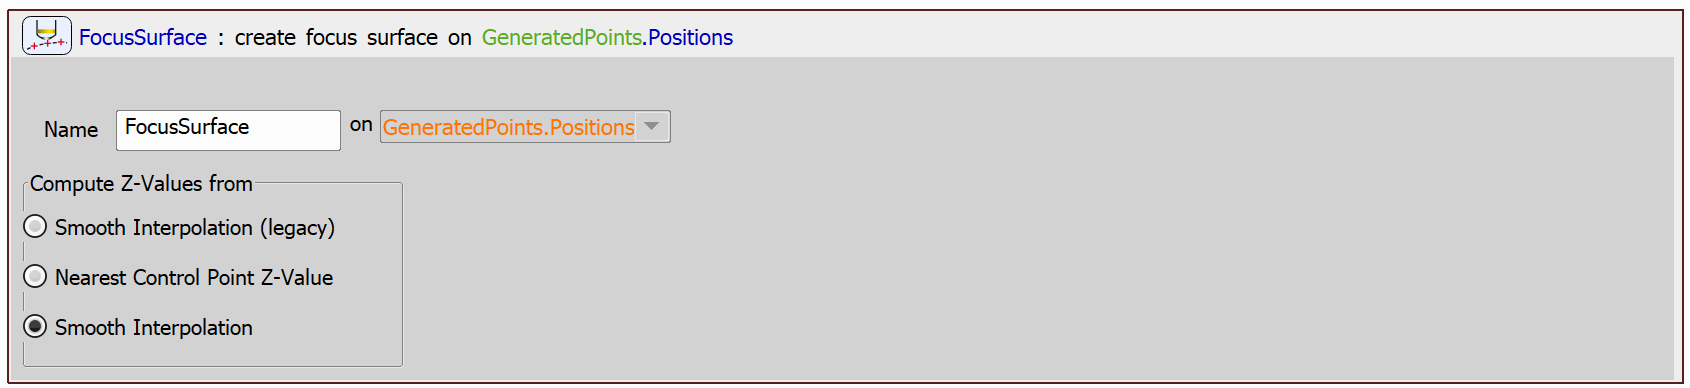 FocusSurface : create focus surface on GeneratedPoints.Positions
Name FocusSurface on GeneratedPoints.Positions
Compute Z-Values from
Smooth Interpolation (legacy)
Nearest Control Point Z-Value
Smooth Interpolation